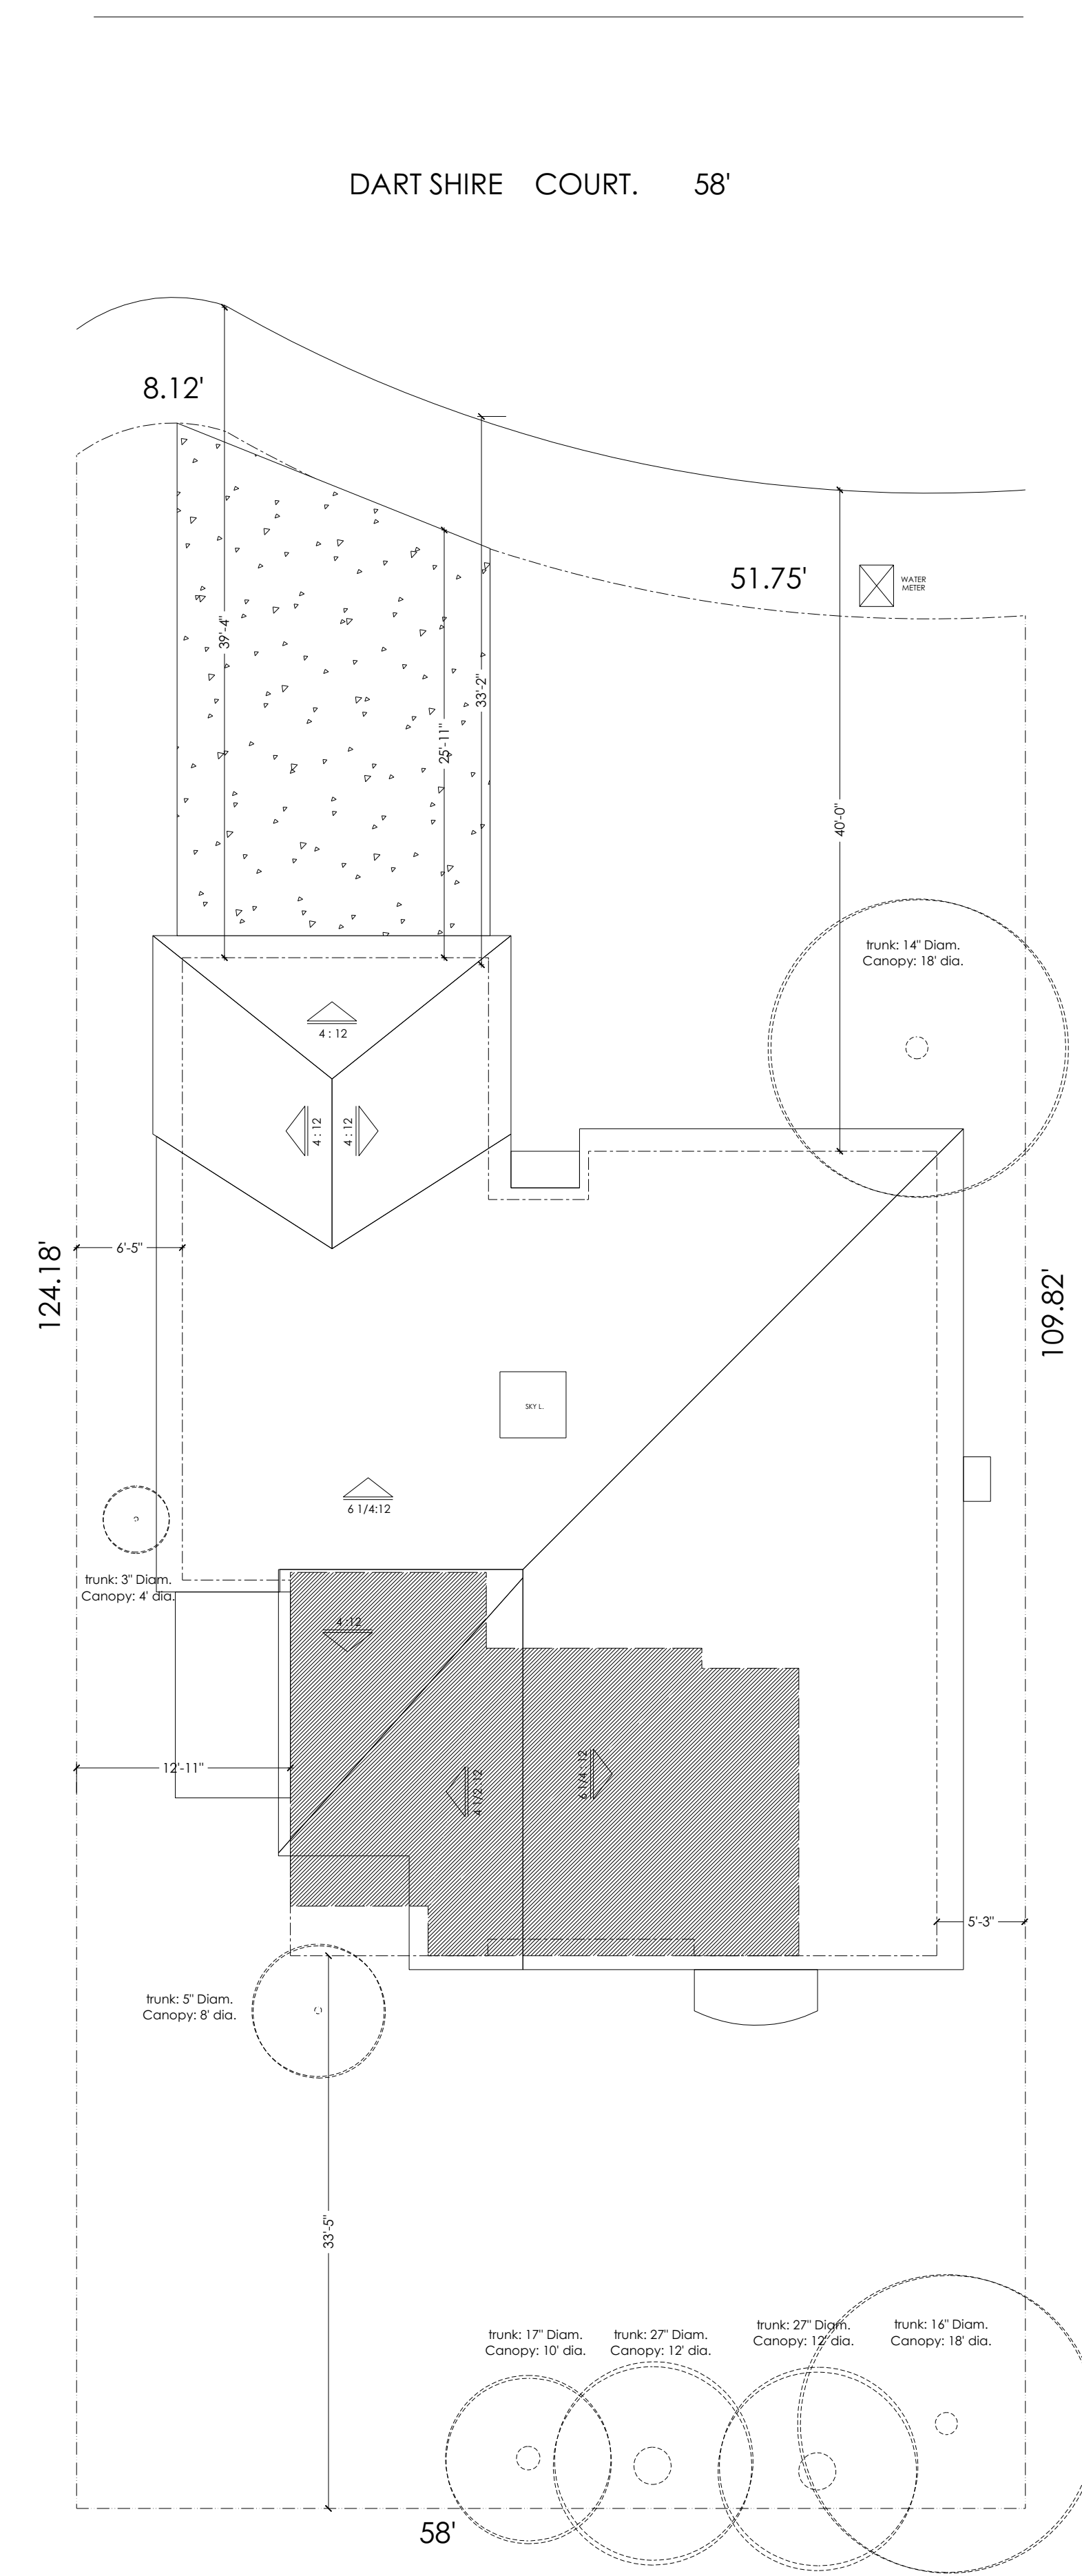 DART SHIRE COURT. 58'
8.12'
51.75'
WATER
METER
39'-4"
33'-2"
25'-11"
40'-0"
trunk: 14" Diam.
Canopy: 18' dia.
4 : 12
4 : 12
4 : 12
124.18'
6'-5"
109.82'
SKY L.
6 1/4:12
trunk: 3" Diam.
Canopy: 4' dia.
4 :12
12'-11"
4 1/2:12
6 1/4 : 12
5'-3"
trunk: 5" Diam.
Canopy: 8' dia.
33'-5"
trunk: 17" Diam.
Canopy: 10' dia.
trunk: 27" Diam.
Canopy: 12' dia.
trunk: 27" Diam.
Canopy: 12' dia.
trunk: 16" Diam.
Canopy: 18' dia.
58'